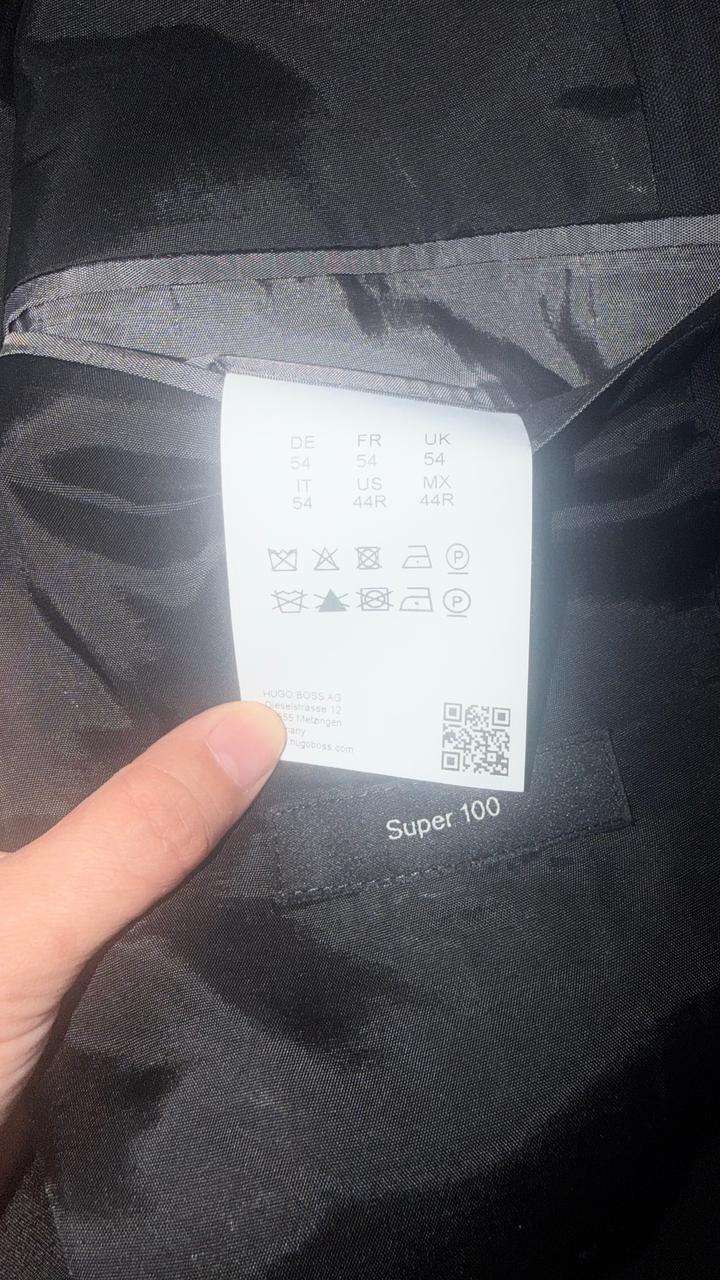 DE FR UK
54 54 54
IT US MX
54 44R 44R
P
P
HUGO BOSS AG
Dieselstrasse 12
Metzingen
hugoboss.com
Super 100